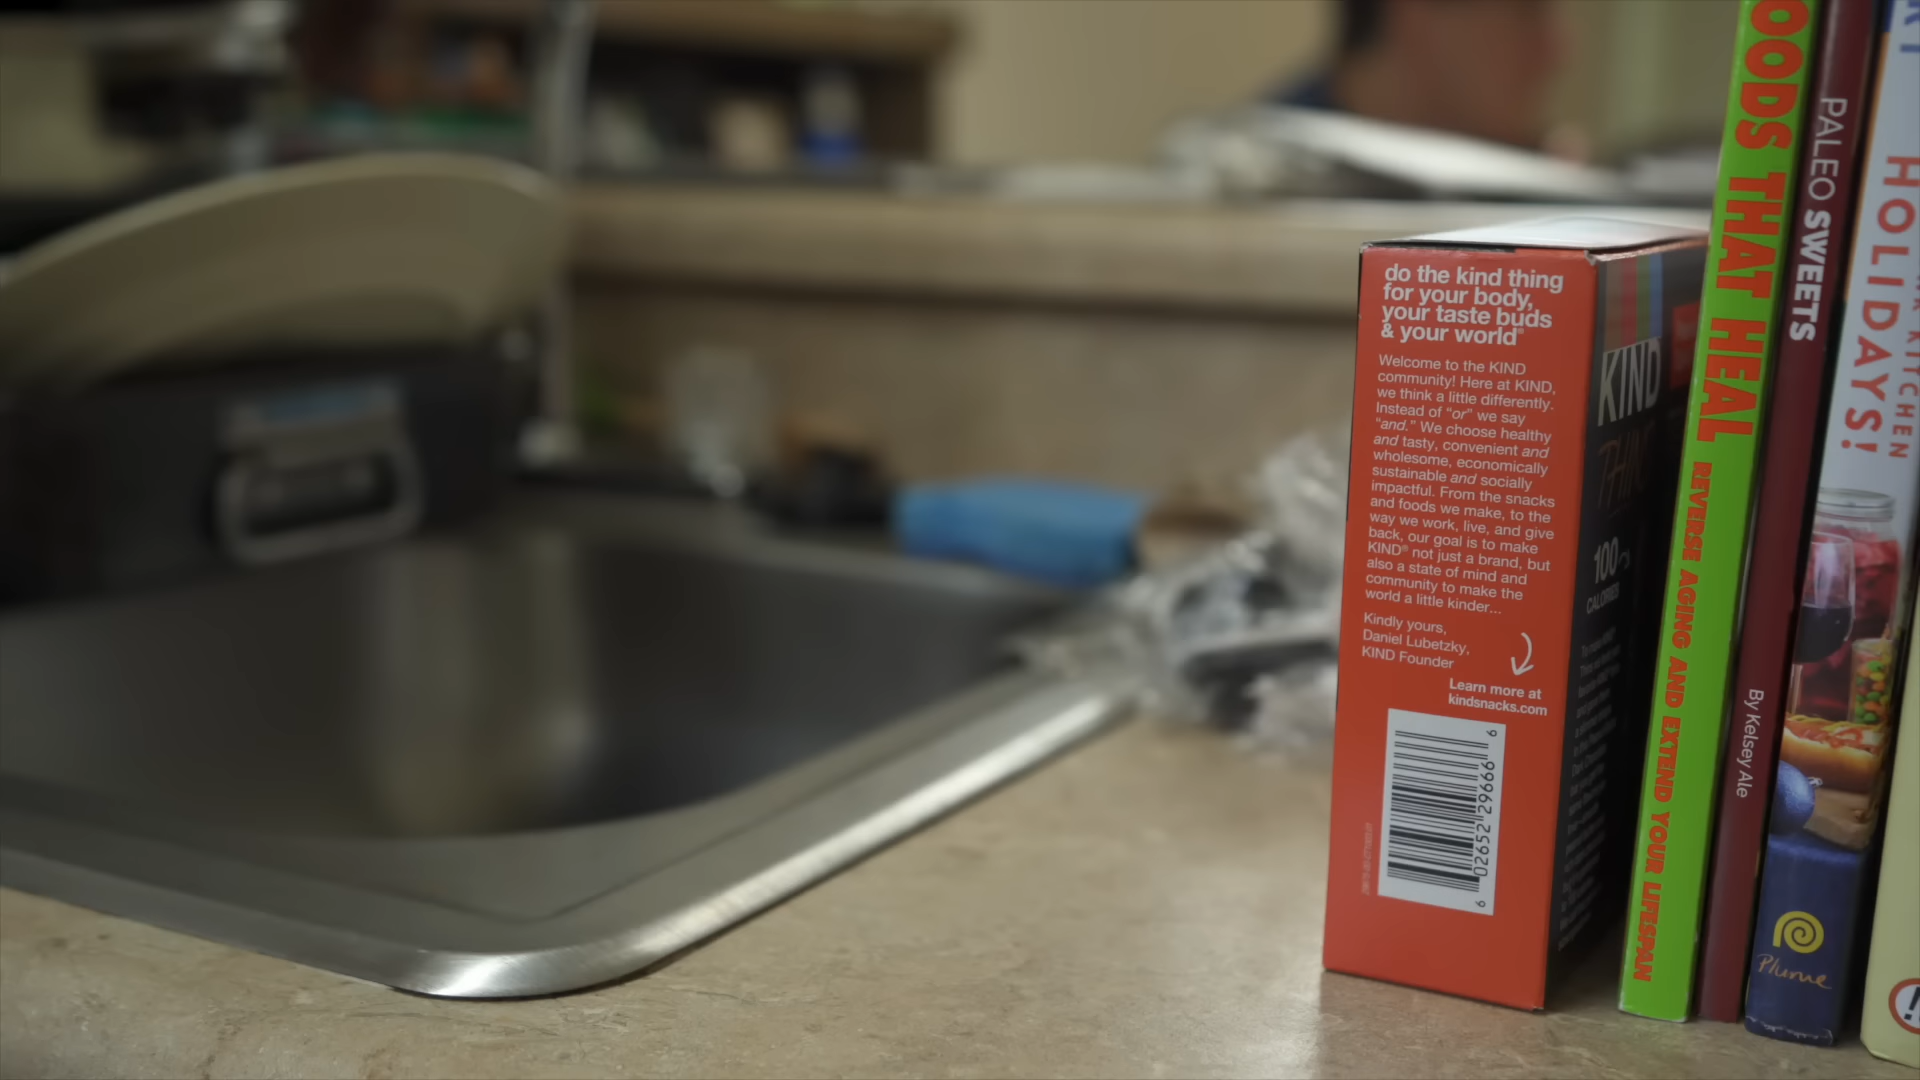 do the kind thing
for your body,
your taste buds
& your world
Welcome to the KIND
community! Here at KIND,
we think a little differently.
Instead of “or” we say
“and.” We choose healthy
and tasty, convenient and
wholesome, economically
sustainable and socially
impactful. From the snacks
and foods we make, to the
way we work, live, and give
back, our goal is to make
KIND® not just a brand, but
also a state of mind and
community to make the
world a little kinder...
Kindly yours,
Daniel Lubetzky,
KIND Founder
Learn more at
kindsnacks.com
KIND
THIN
100
CALORIES
OODS THAT HEAL REVERSE AGING AND EXTEND YOUR LIFESPAN
PALEO SWEETS By Kelsey Ale
HOLIDAYS!
KITCHEN
Plume